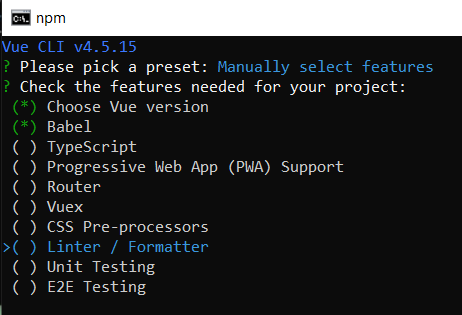 npm
Vue CLI v4.5.15
? Please pick a preset: Manually select features
? Check the features needed for your project:
(*) Choose Vue version
(*) Babel
( ) TypeScript
( ) Progressive Web App (PWA) Support
( ) Router
( ) Vuex
( ) CSS Pre-processors
>( ) Linter / Formatter
( ) Unit Testing
( ) E2E Testing